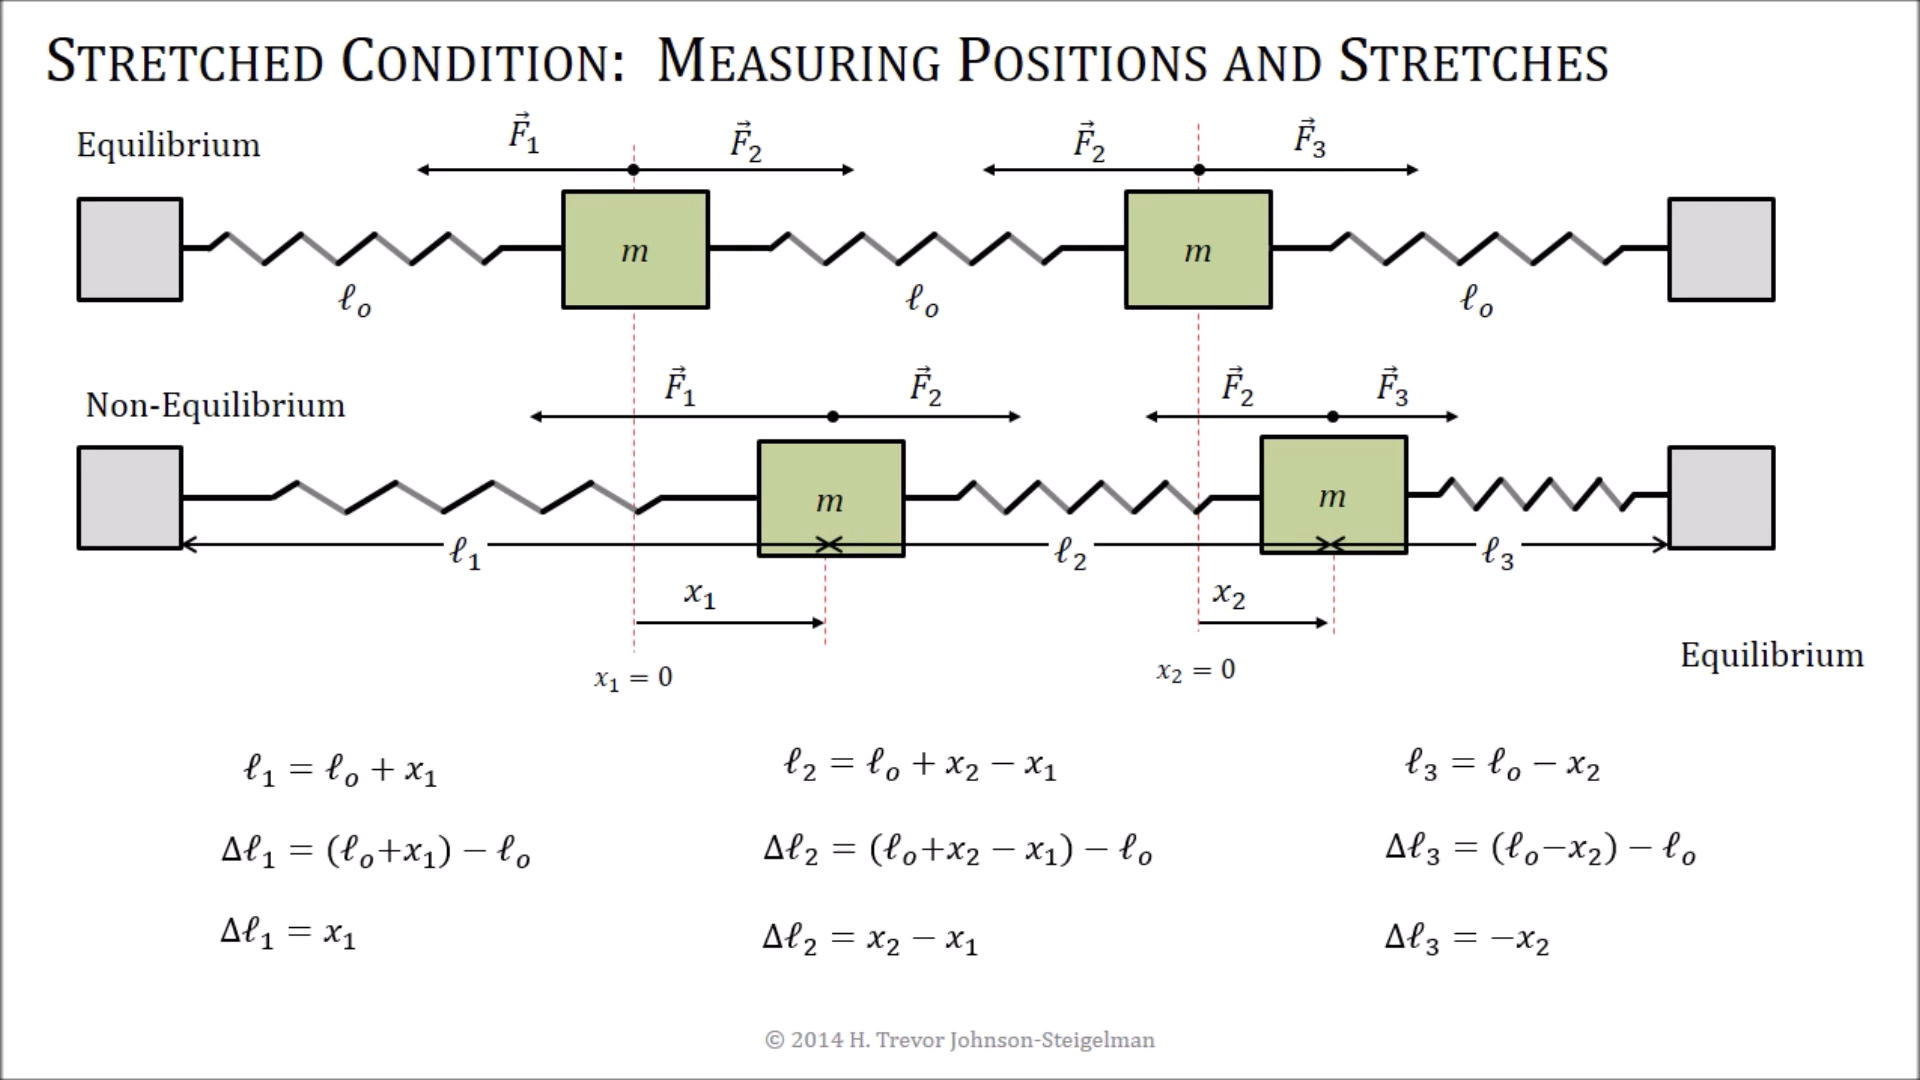 STRETCHED CONDITION: MEASURING POSITIONS AND STRETCHES
Equilibrium
F⃗₁ F⃗₂ F⃗₂ F⃗₃
m m
ℓₒ ℓₒ ℓₒ
Non-Equilibrium
F⃗₁ F⃗₂ F⃗₂ F⃗₃
m m
ℓ₁ ℓ₂ ℓ₃
x₁ x₂
x₁ = 0 x₂ = 0
Equilibrium
ℓ₁ = ℓₒ + x₁
Δℓ₁ = (ℓₒ+x₁) − ℓₒ
Δℓ₁ = x₁
ℓ₂ = ℓₒ + x₂ − x₁
Δℓ₂ = (ℓₒ+x₂ − x₁) − ℓₒ
Δℓ₂ = x₂ − x₁
ℓ₃ = ℓₒ − x₂
Δℓ₃ = (ℓₒ−x₂) − ℓₒ
Δℓ₃ = −x₂
© 2014 H. Trevor Johnson-Steigelman